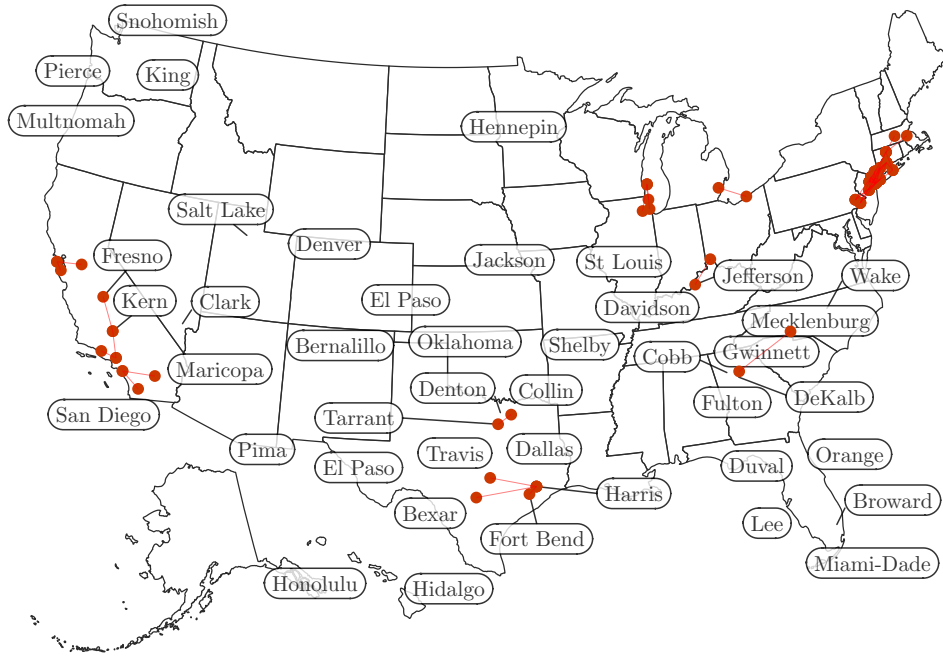 Snohomish
Pierce
King
Multnomah
Hennepin
Salt Lake
Denver
Fresno
Jackson
St Louis
Jefferson
Wake
Kern
Clark
El Paso
Davidson
Mecklenburg
Bernalillo
Oklahoma
Shelby
Cobb
Gwinnett
Maricopa
Denton
Collin
Fulton
DeKalb
San Diego
Tarrant
Pima
El Paso
Travis
Dallas
Duval
Orange
Bexar
Harris
Broward
Fort Bend
Lee
Honolulu
Hidalgo
Miami-Dade